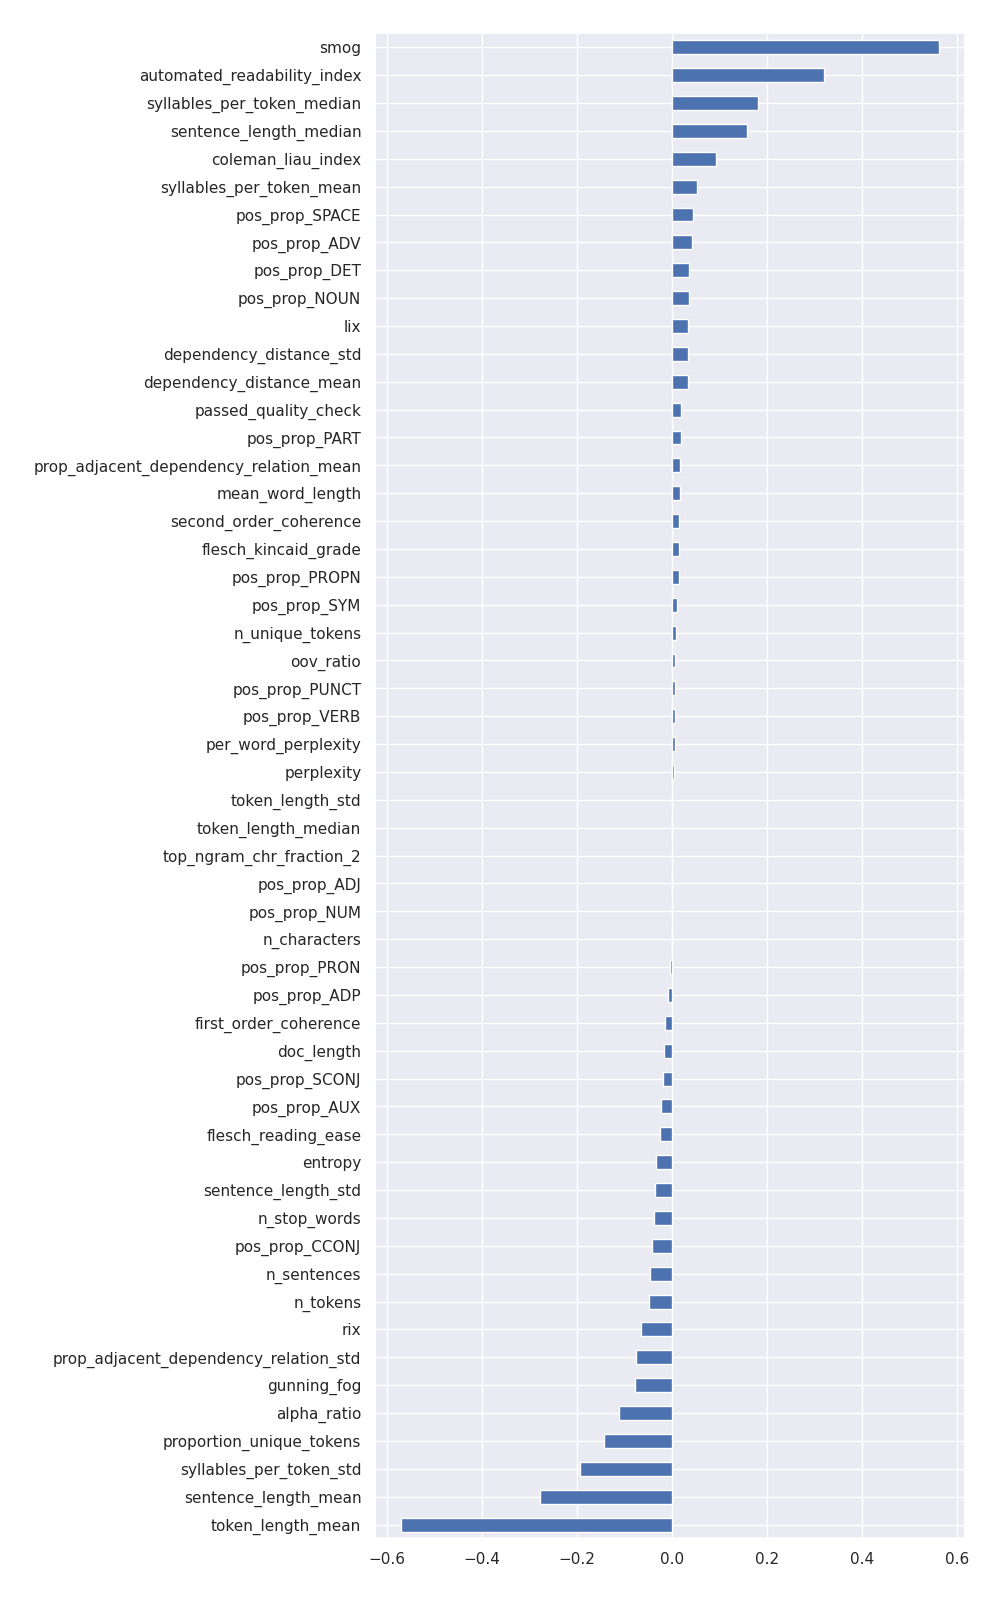 smog
automated_readability_index
syllables_per_token_median
sentence_length_median
coleman_liau_index
syllables_per_token_mean
pos_prop_SPACE
pos_prop_ADV
pos_prop_DET
pos_prop_NOUN
lix
dependency_distance_std
dependency_distance_mean
passed_quality_check
pos_prop_PART
prop_adjacent_dependency_relation_mean
mean_word_length
second_order_coherence
flesch_kincaid_grade
pos_prop_PROPN
pos_prop_SYM
n_unique_tokens
oov_ratio
pos_prop_PUNCT
pos_prop_VERB
per_word_perplexity
perplexity
token_length_std
token_length_median
top_ngram_chr_fraction_2
pos_prop_ADJ
pos_prop_NUM
n_characters
pos_prop_PRON
pos_prop_ADP
first_order_coherence
doc_length
pos_prop_SCONJ
pos_prop_AUX
flesch_reading_ease
entropy
sentence_length_std
n_stop_words
pos_prop_CCONJ
n_sentences
n_tokens
rix
prop_adjacent_dependency_relation_std
gunning_fog
alpha_ratio
proportion_unique_tokens
syllables_per_token_std
sentence_length_mean
token_length_mean
−0.6 −0.4 −0.2 0.0 0.2 0.4 0.6